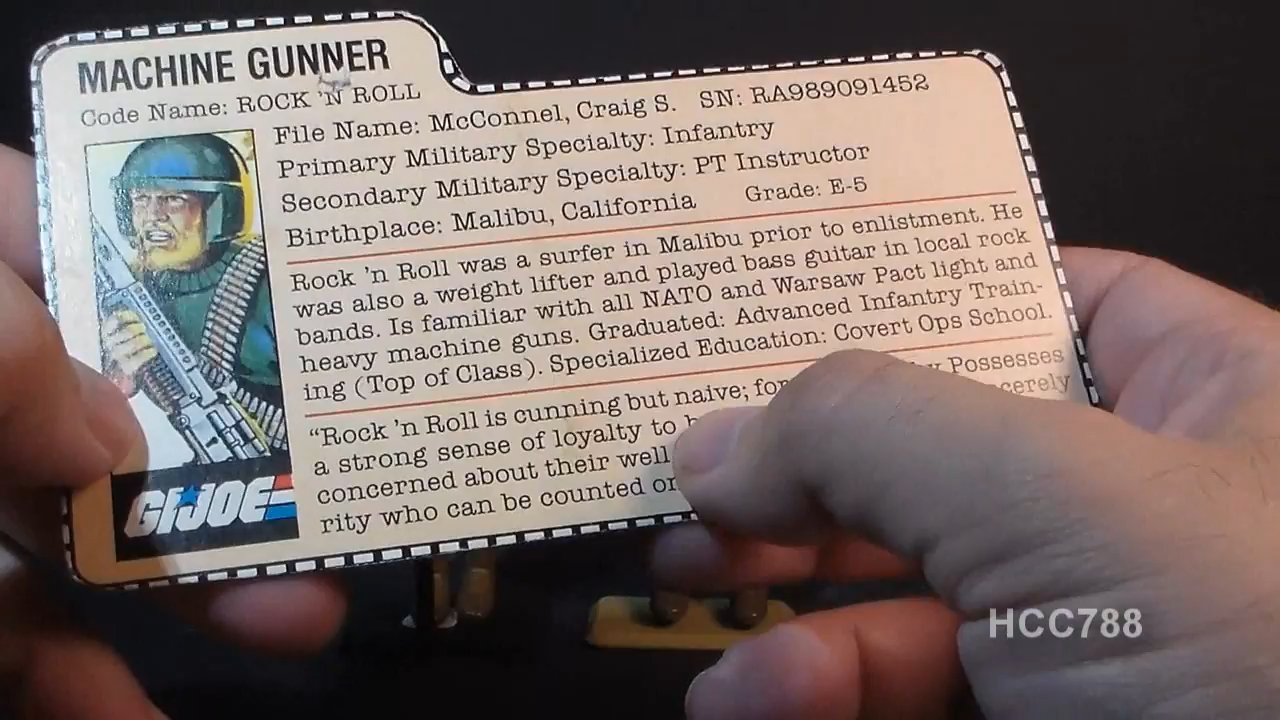 MACHINE GUNNER
Code Name: ROCK 'N ROLL
File Name: McConnel, Craig S. SN: RA989091452
Primary Military Specialty: Infantry
Secondary Military Specialty: PT Instructor
Birthplace: Malibu, California Grade: E-5
Rock 'n Roll was a surfer in Malibu prior to enlistment. He
was also a weight lifter and played bass guitar in local rock
bands. Is familiar with all NATO and Warsaw Pact light and
heavy machine guns. Graduated: Advanced Infantry Train-
ing (Top of Class). Specialized Education: Covert Ops School.
"Rock 'n Roll is cunning but naive; Possesses
a strong sense of loyalty to
concerned about their well
rity who can be counted
GI JOE
HCC788